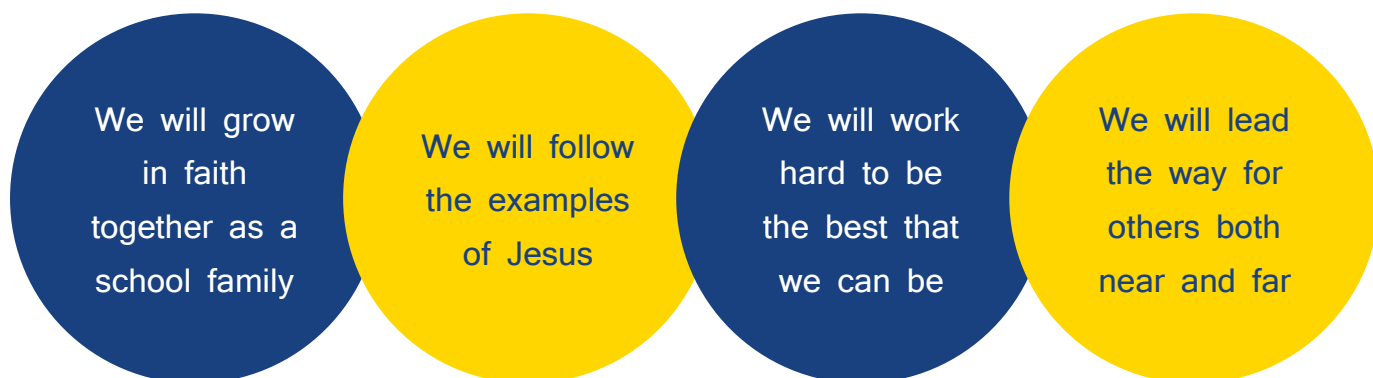 We will grow
in faith
together as a
school family
We will follow
the examples
of Jesus
We will work
hard to be
the best that
we can be
We will lead
the way for
others both
near and far